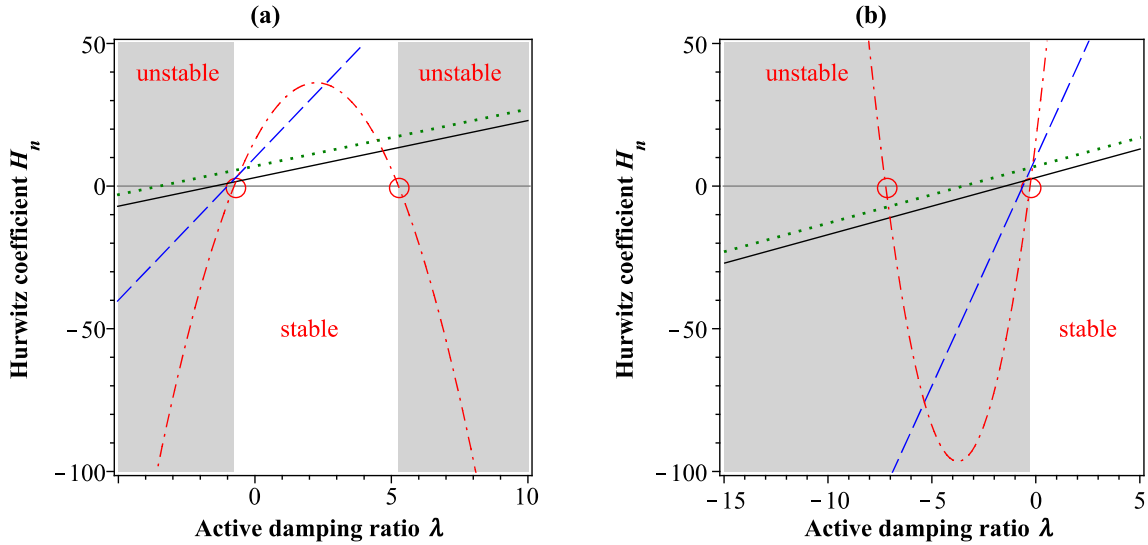 (a)
unstable
unstable
stable
50
0
−50
−100
0
5
10
Hurwitz coefficient H_n
Active damping ratio λ
(b)
unstable
stable
50
0
−50
−100
−15
−10
−5
0
5
Hurwitz coefficient H_n
Active damping ratio λ